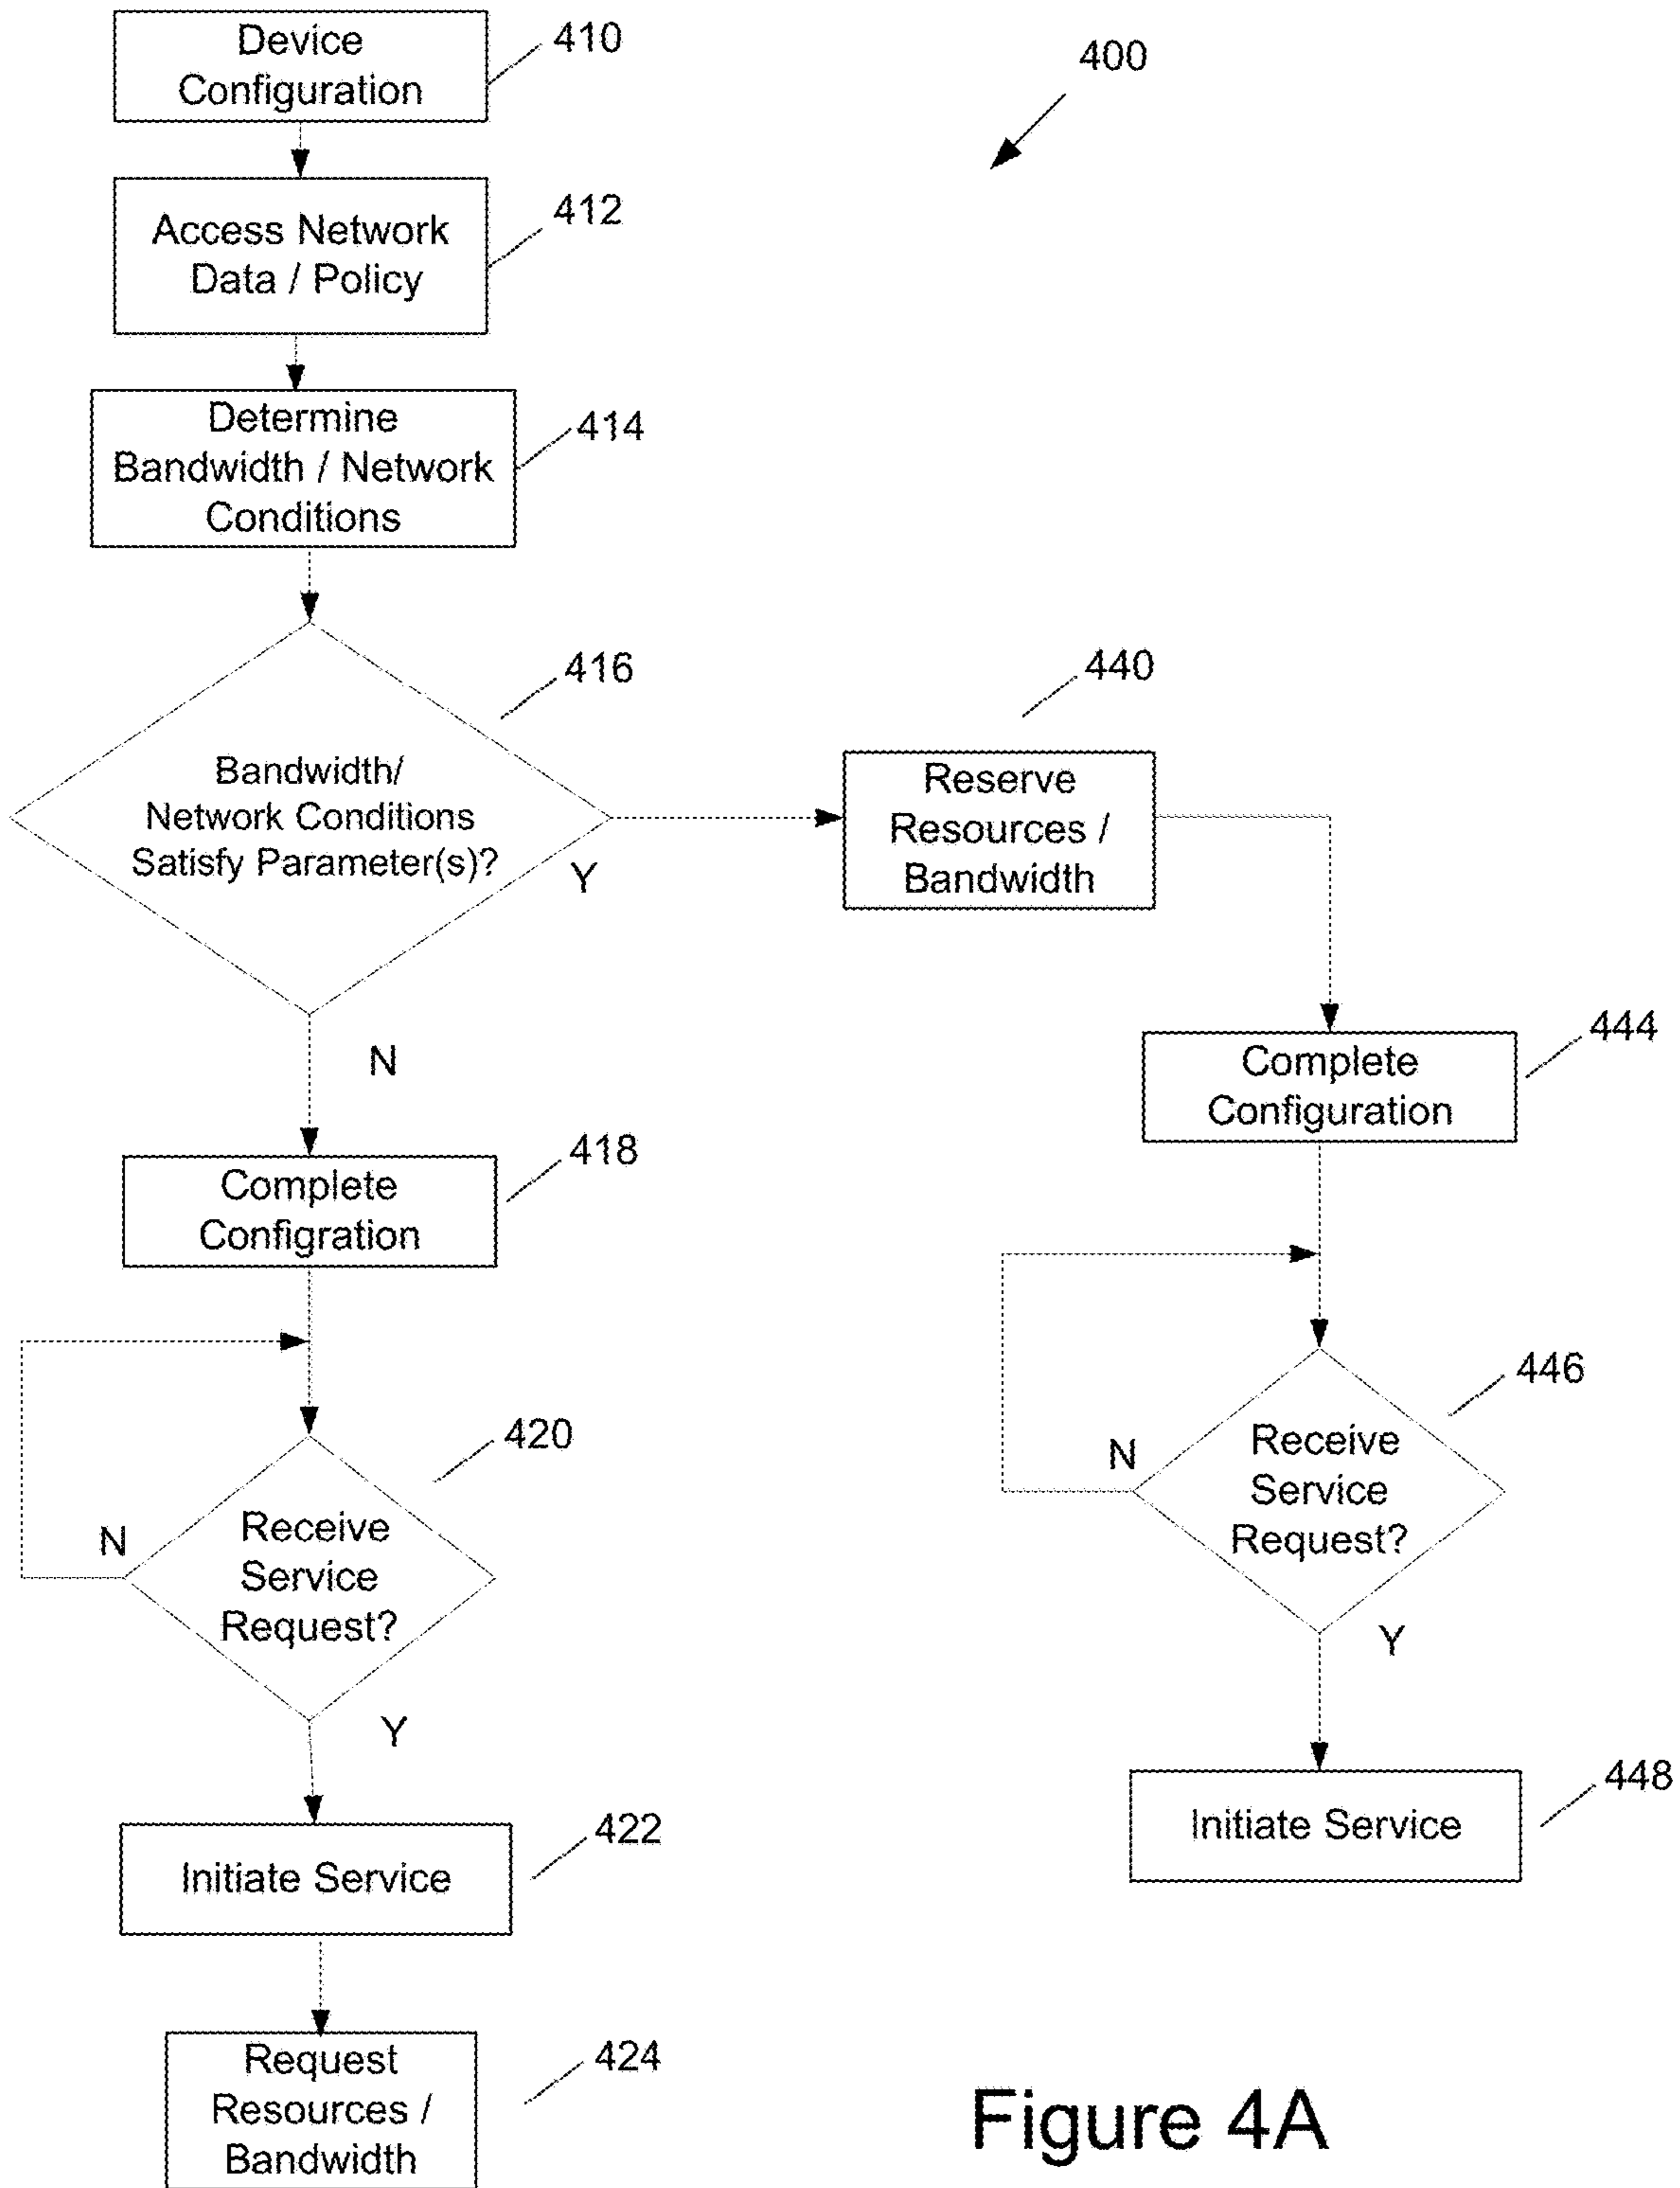 Device
Configuration
410
400
Access Network
Data / Policy
412
Determine
Bandwidth / Network
Conditions
414
416
Bandwidth/
Network Conditions
Satisfy Parameter(s)?
Y
N
440
Reserve
Resources /
Bandwidth
Complete
Configuration
444
Complete
Configration
418
420
Receive
Service
Request?
N
Y
446
Receive
Service
Request?
N
Y
Initiate Service
422
Initiate Service
448
Request
Resources /
Bandwidth
424
Figure 4A